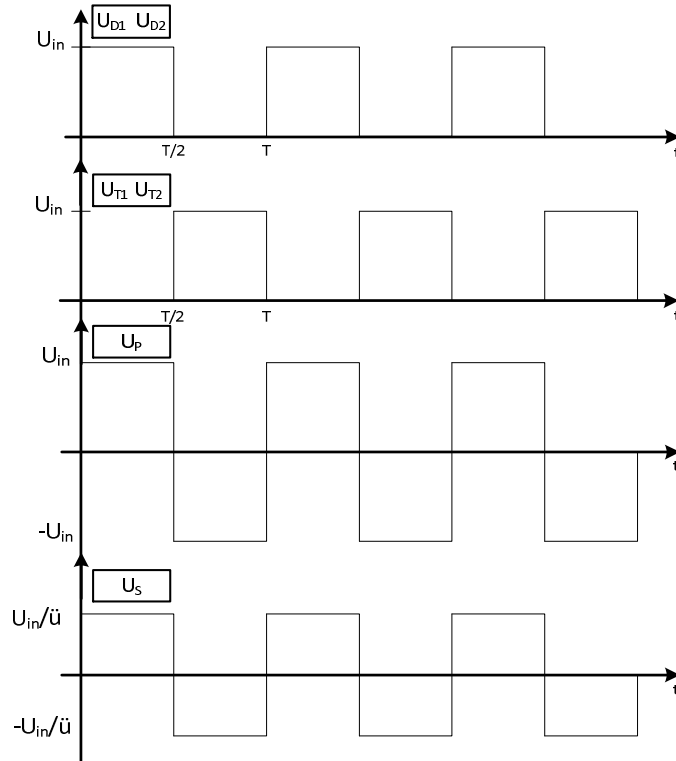 U_D1 U_D2
U_in
T/2 T t
U_T1 U_T2
U_in
T/2 T t
U_P
U_in
t
-U_in
U_S
U_in/ü
t
-U_in/ü